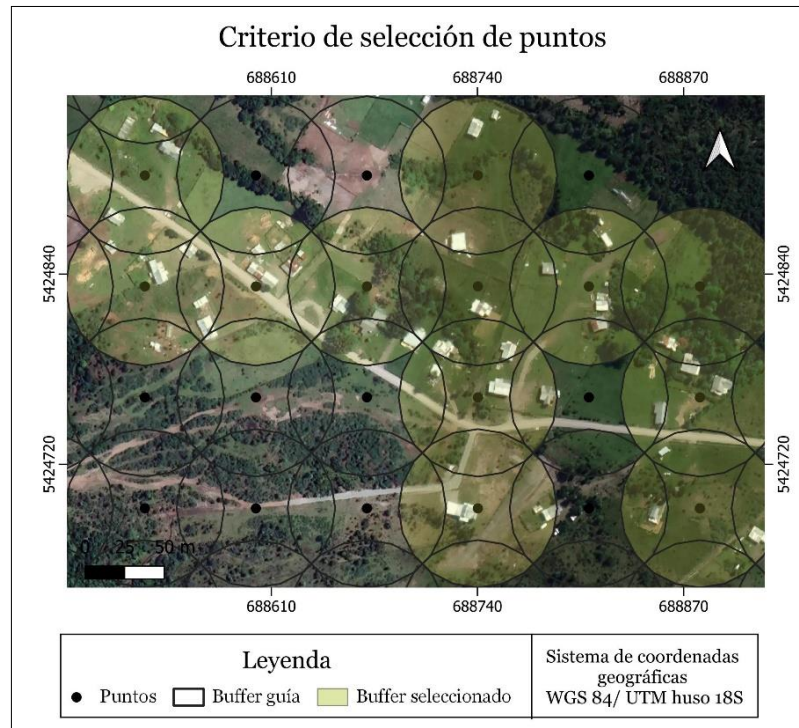 Criterio de selección de puntos
688610 688740 688870
5424840 5424840
5424720 5424720
0 25 50 m
688610 688740 688870
Leyenda
Puntos Buffer guía Buffer seleccionado
Sistema de coordenadas
geográficas
WGS 84/ UTM huso 18S